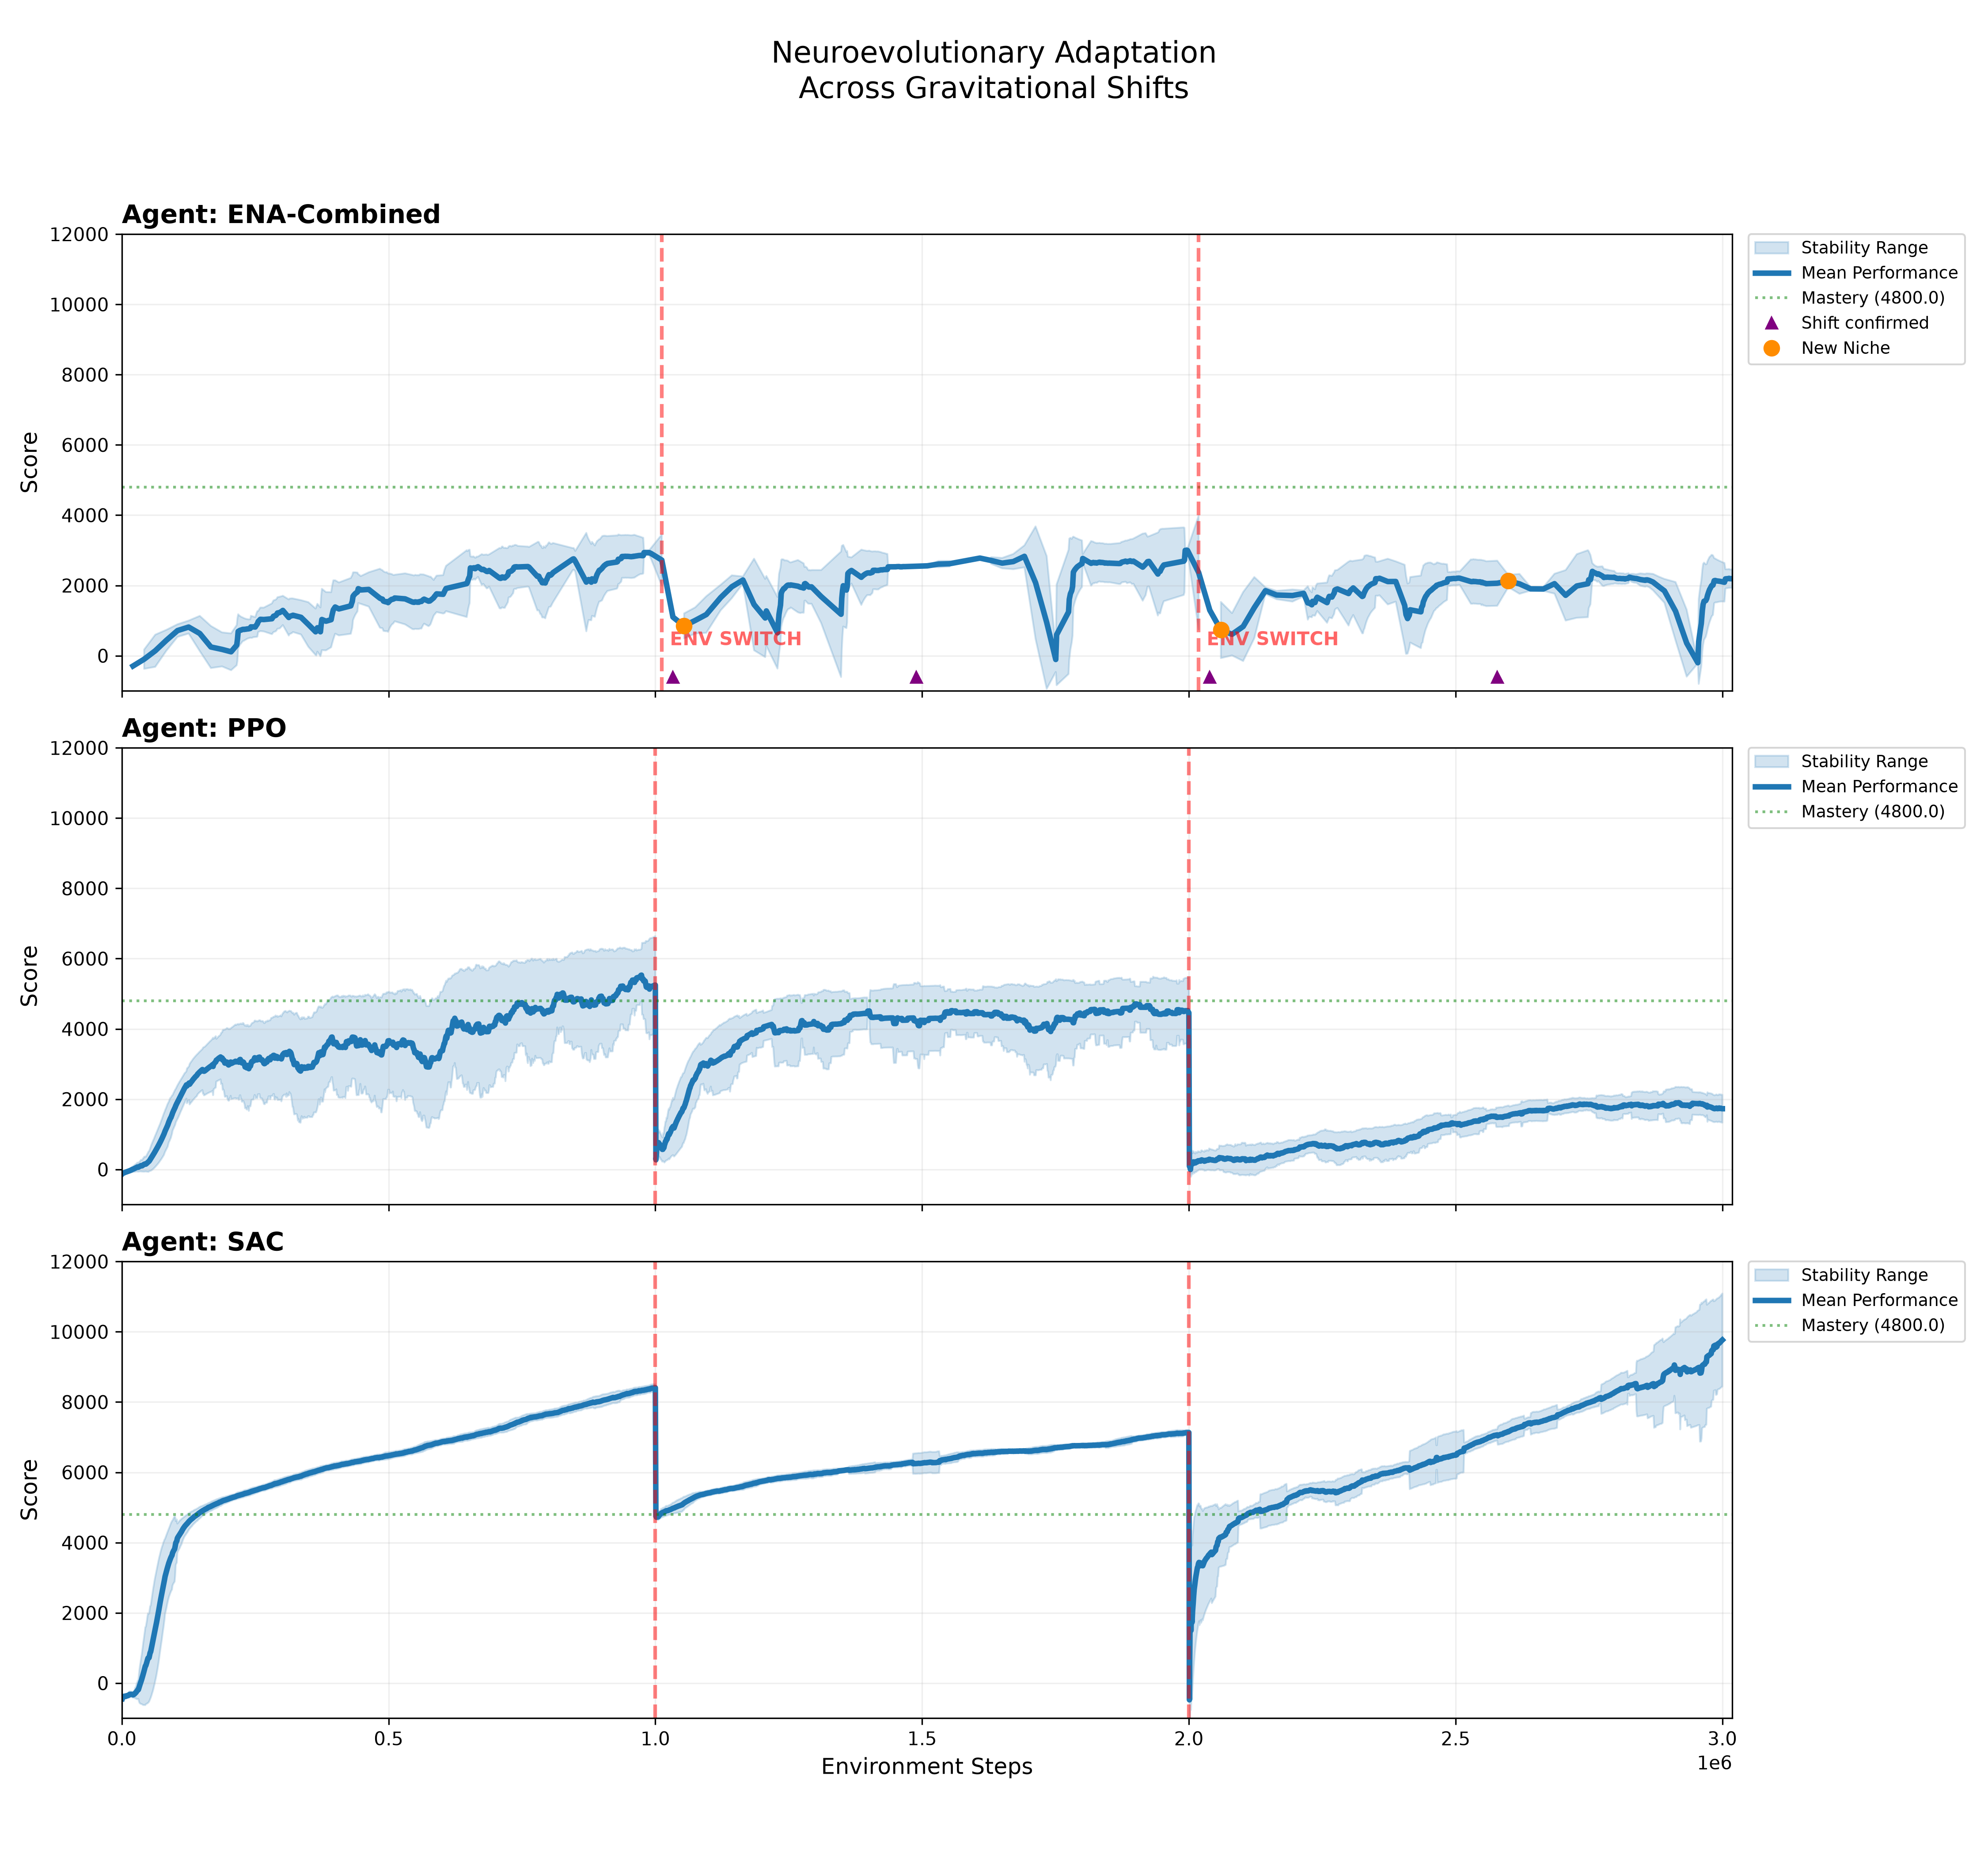 Neuroevolutionary Adaptation
Across Gravitational Shifts
Agent: ENA-Combined
12000
10000
8000
6000
4000
2000
0
Score
ENV SWITCH
ENV SWITCH
Stability Range
Mean Performance
Mastery (4800.0)
Shift confirmed
New Niche
Agent: PPO
12000
10000
8000
6000
4000
2000
0
Score
Stability Range
Mean Performance
Mastery (4800.0)
Agent: SAC
12000
10000
8000
6000
4000
2000
0
Score
Stability Range
Mean Performance
Mastery (4800.0)
0.0
0.5
1.0
1.5
2.0
2.5
3.0
1e6
Environment Steps